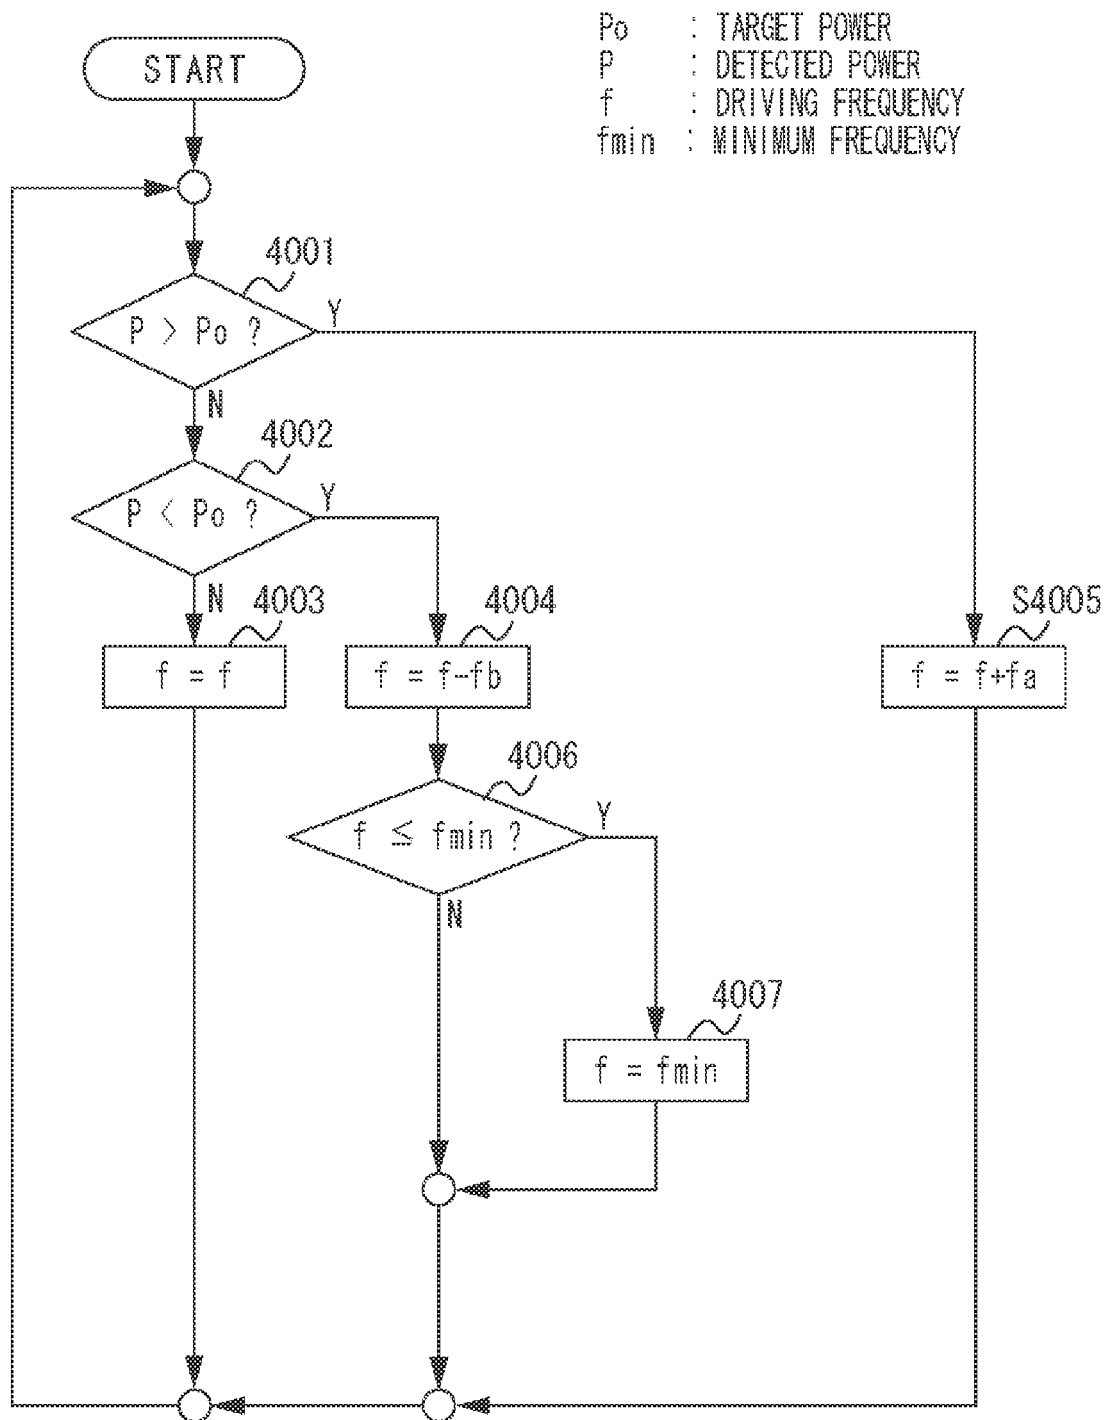 Po : TARGET POWER
P : DETECTED POWER
f : DRIVING FREQUENCY
fmin : MINIMUM FREQUENCY
START
4001
P > Po ?
Y
N
4002
P < Po ?
Y
N
4003
f = f
4004
f = f-fb
S4005
f = f+fa
4006
f ≤ fmin ?
Y
N
4007
f = fmin